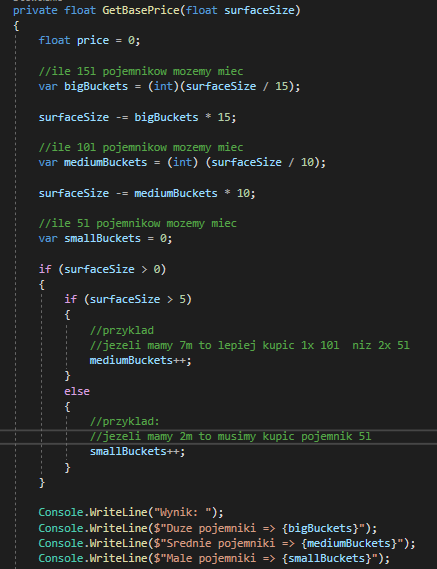 private float GetBasePrice(float surfaceSize)
{
float price = 0;
//ile 15l pojemnikow mozemy miec
var bigBuckets = (int)(surfaceSize / 15);
surfaceSize -= bigBuckets * 15;
//ile 10l pojemnikow mozemy miec
var mediumBuckets = (int) (surfaceSize / 10);
surfaceSize -= mediumBuckets * 10;
//ile 5l pojemnikow mozemy miec
var smallBuckets = 0;
if (surfaceSize > 0)
{
if (surfaceSize > 5)
{
//przyklad
//jezeli mamy 7m to lepiej kupic 1x 10l  niz 2x 5l
mediumBuckets++;
}
else
{
//przyklad:
//jezeli mamy 2m to musimy kupic pojemnik 5l
smallBuckets++;
}
}
Console.WriteLine("Wynik: ");
Console.WriteLine($"Duze pojemniki => {bigBuckets}");
Console.WriteLine($"Srednie pojemniki => {mediumBuckets}");
Console.WriteLine($"Male pojemniki => {smallBuckets}");